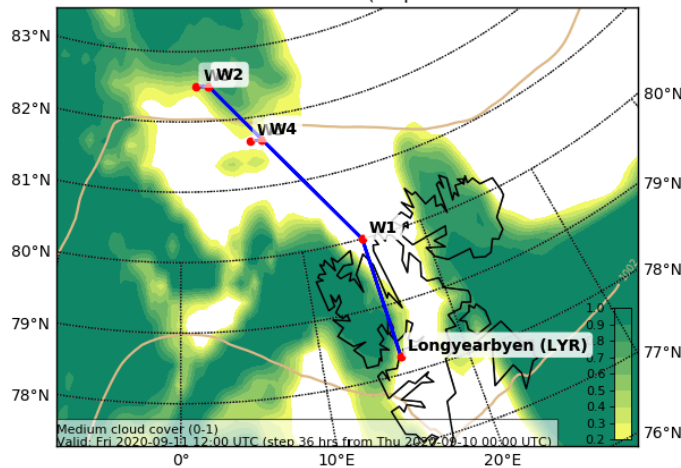 83°N
82°N
81°N
80°N
79°N
78°N
W2
W4
W1
Longyearbyen (LYR)
80°N
79°N
78°N
77°N
76°N
1002
1.0
0.9
0.8
0.7
0.6
0.5
0.4
0.3
0.2
Medium cloud cover (0-1)
Valid: Fri 2020-09-11 12:00 UTC (step 36 hrs from Thu 2020-09-10 00:00 UTC)
0°
10°E
20°E